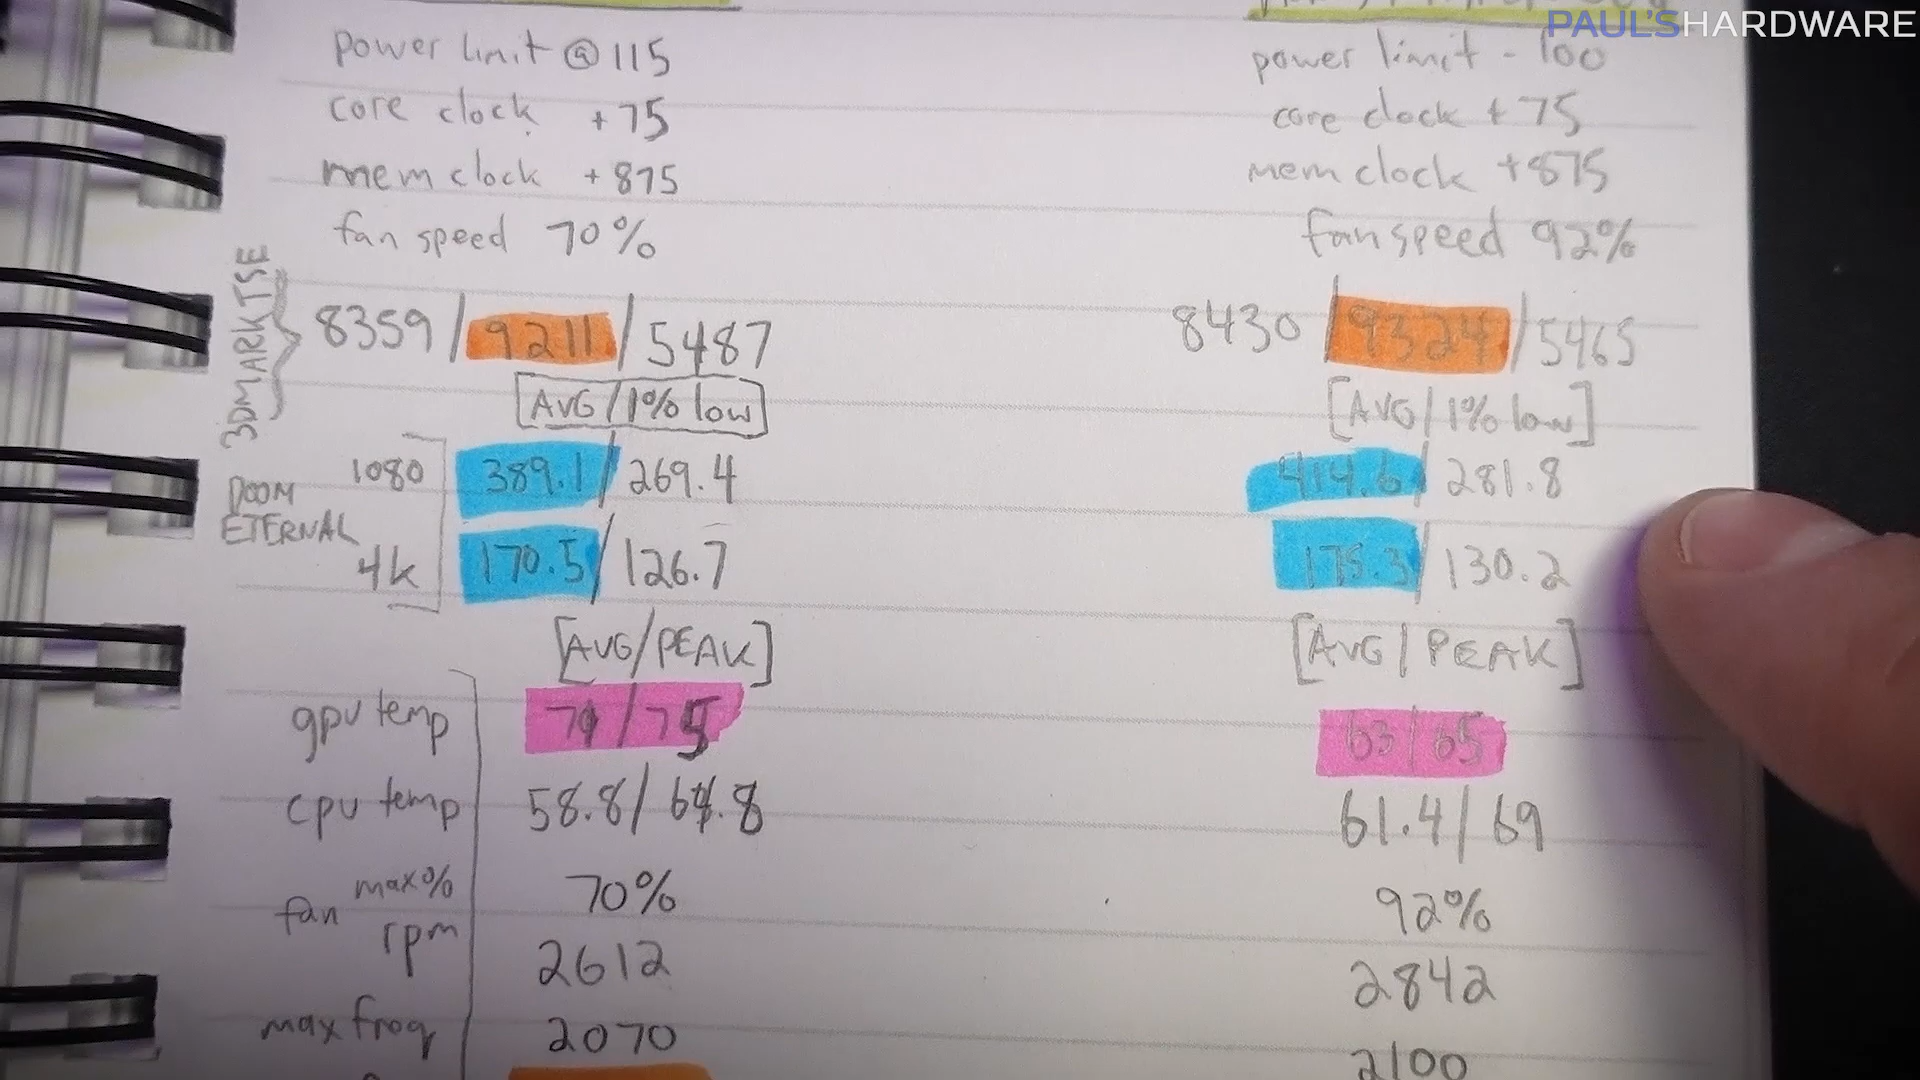 PAUL'SHARDWARE
power limit @ 115
core clock +75
mem clock +875
fan speed 70%
power limit - 100
core clock +75
mem clock +875
fan speed 92%
3DMARK TSE
8359 / 9211 / 5487
8430 / 9324 / 5465
[AVG/1% low]
[AVG/1% low]
DOOM
ETERNAL
1080 389.1 / 269.4
414.6 / 281.8
4k 170.5 / 126.7
175.3 / 130.2
[AVG/PEAK]
[AVG/PEAK]
gpu temp 71 / 75
63 / 65
cpu temp 58.8 / 64.8
61.4 / 69
fan max% 70%
92%
rpm 2612
2842
max freq 2070
2100